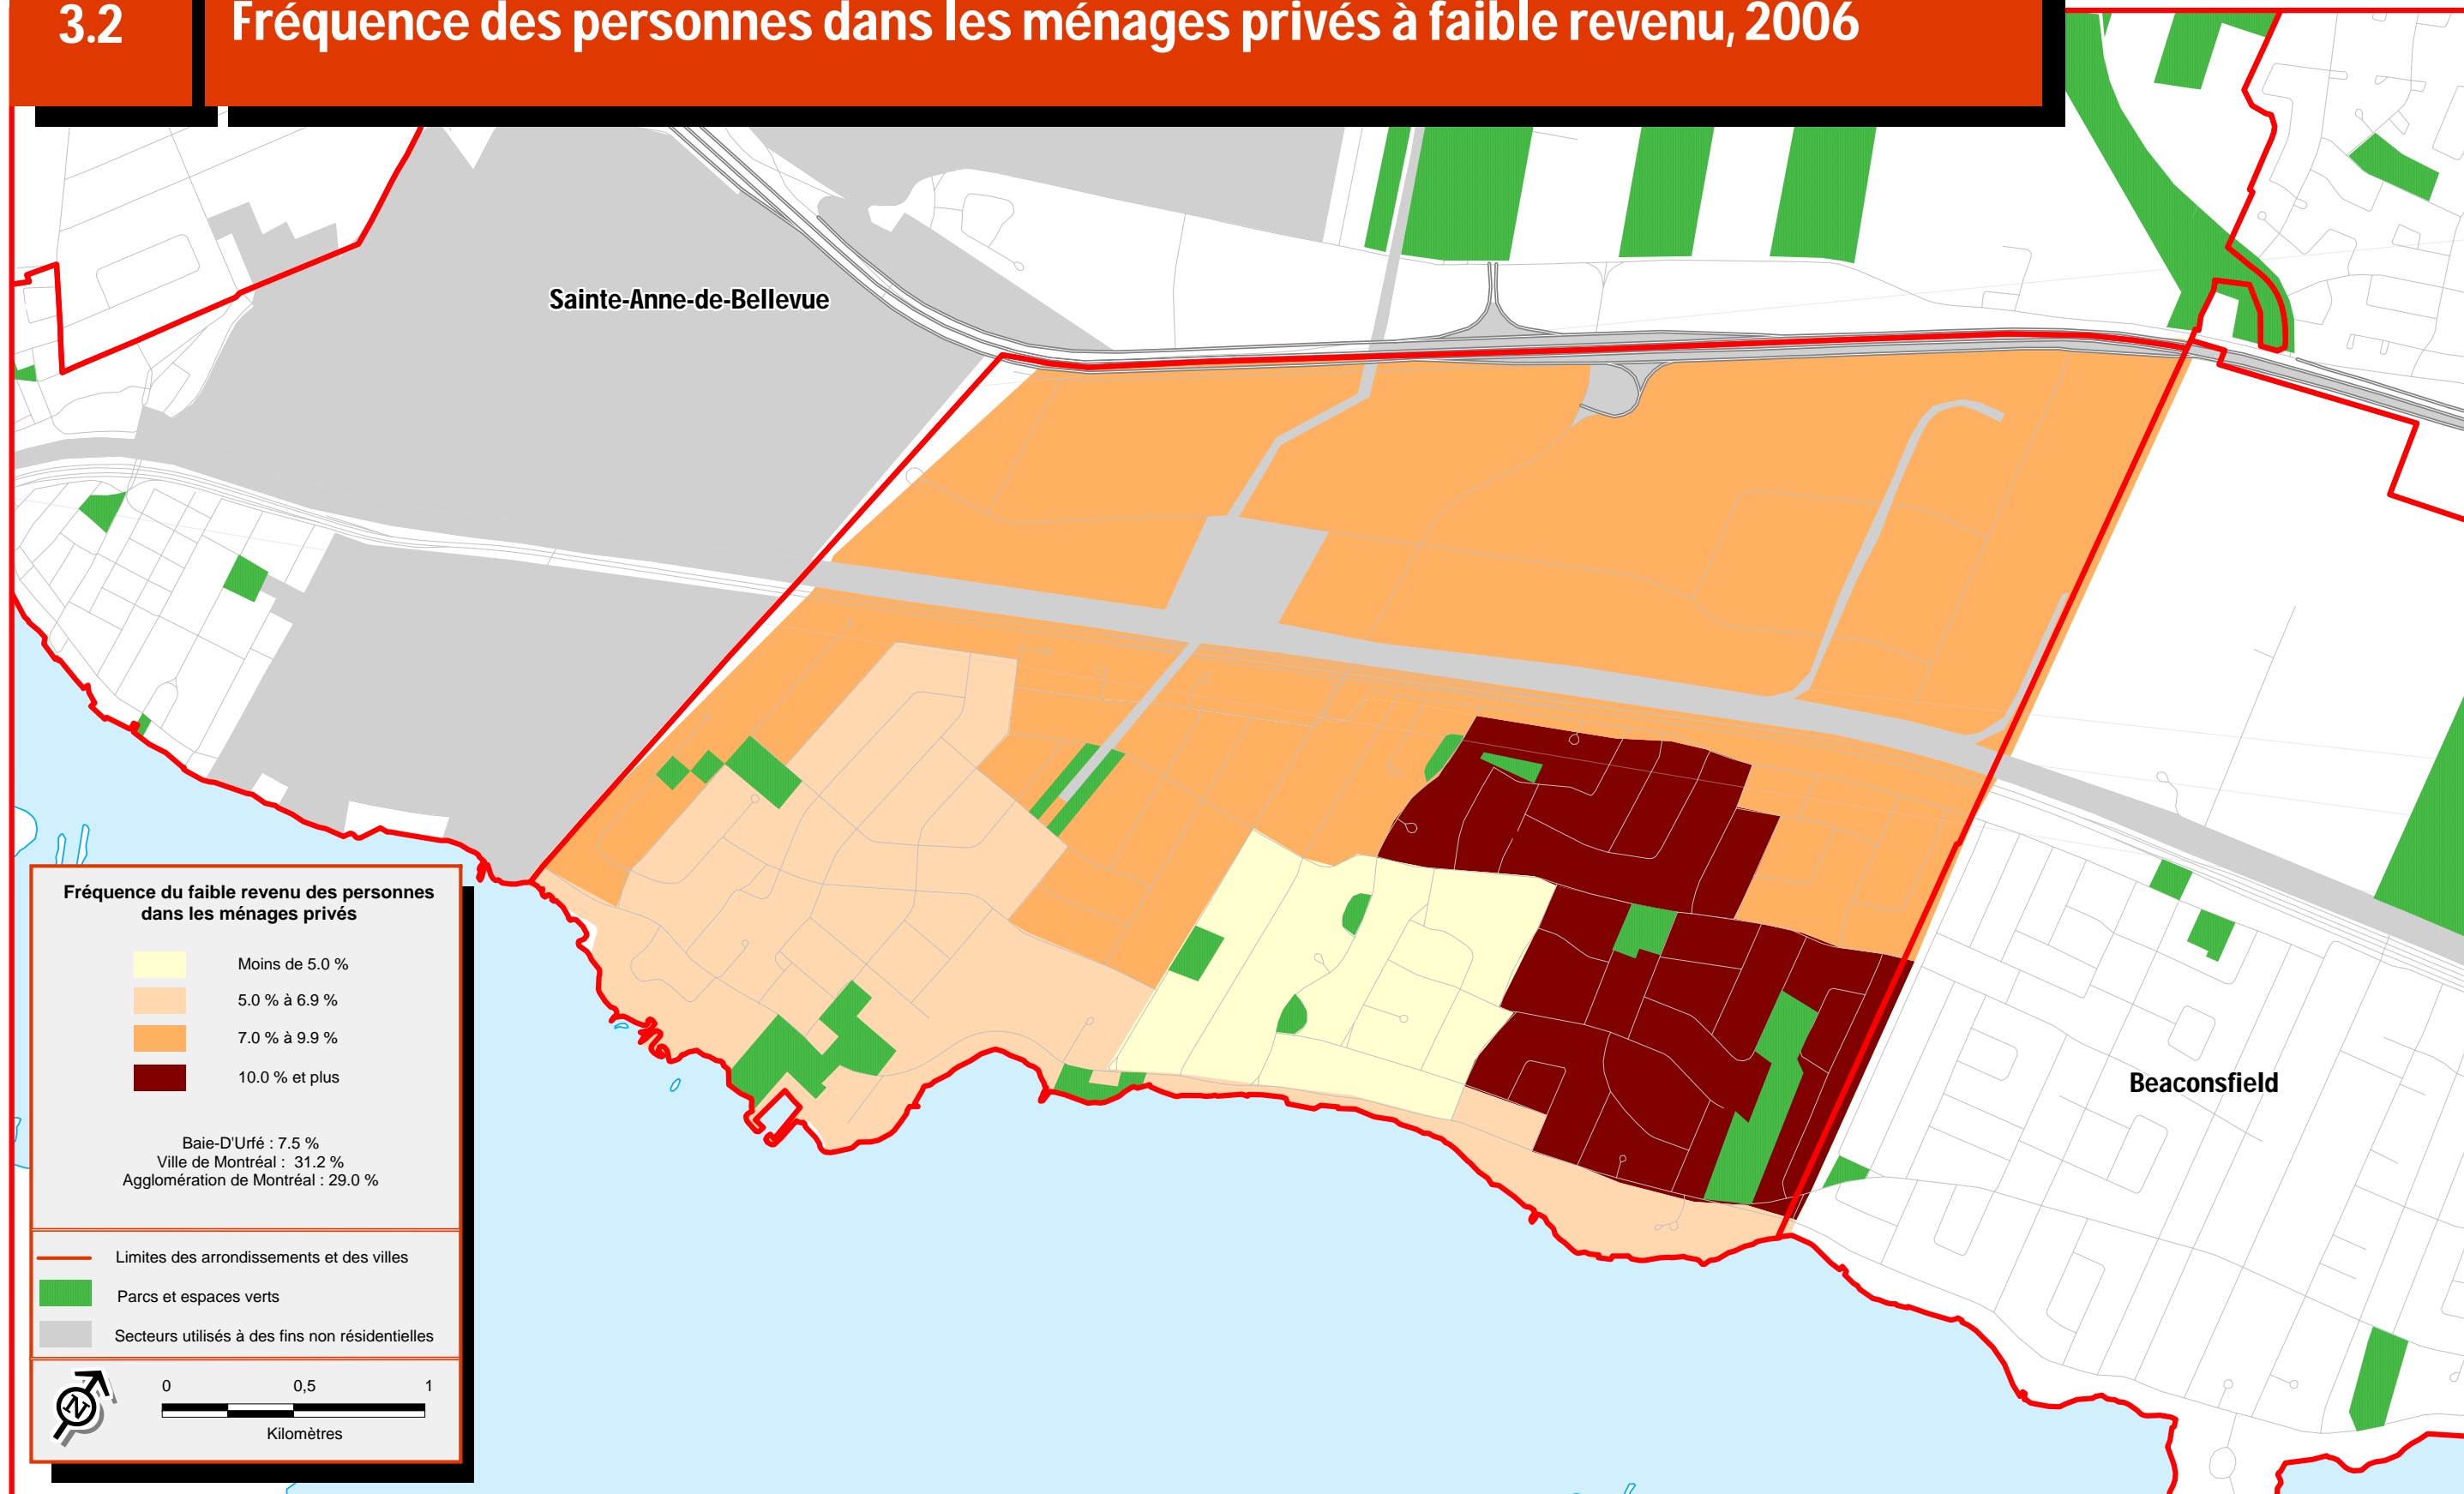 3.2
Fréquence des personnes dans les ménages privés à faible revenu, 2006
Sainte-Anne-de-Bellevue
Beaconsfield
Fréquence du faible revenu des personnes
dans les ménages privés
Moins de 5.0 %
5.0 % à 6.9 %
7.0 % à 9.9 %
10.0 % et plus
Baie-D'Urfé : 7.5 %
Ville de Montréal : 31.2 %
Agglomération de Montréal : 29.0 %
Limites des arrondissements et des villes
Parcs et espaces verts
Secteurs utilisés à des fins non résidentielles
N
0 0,5 1
Kilomètres